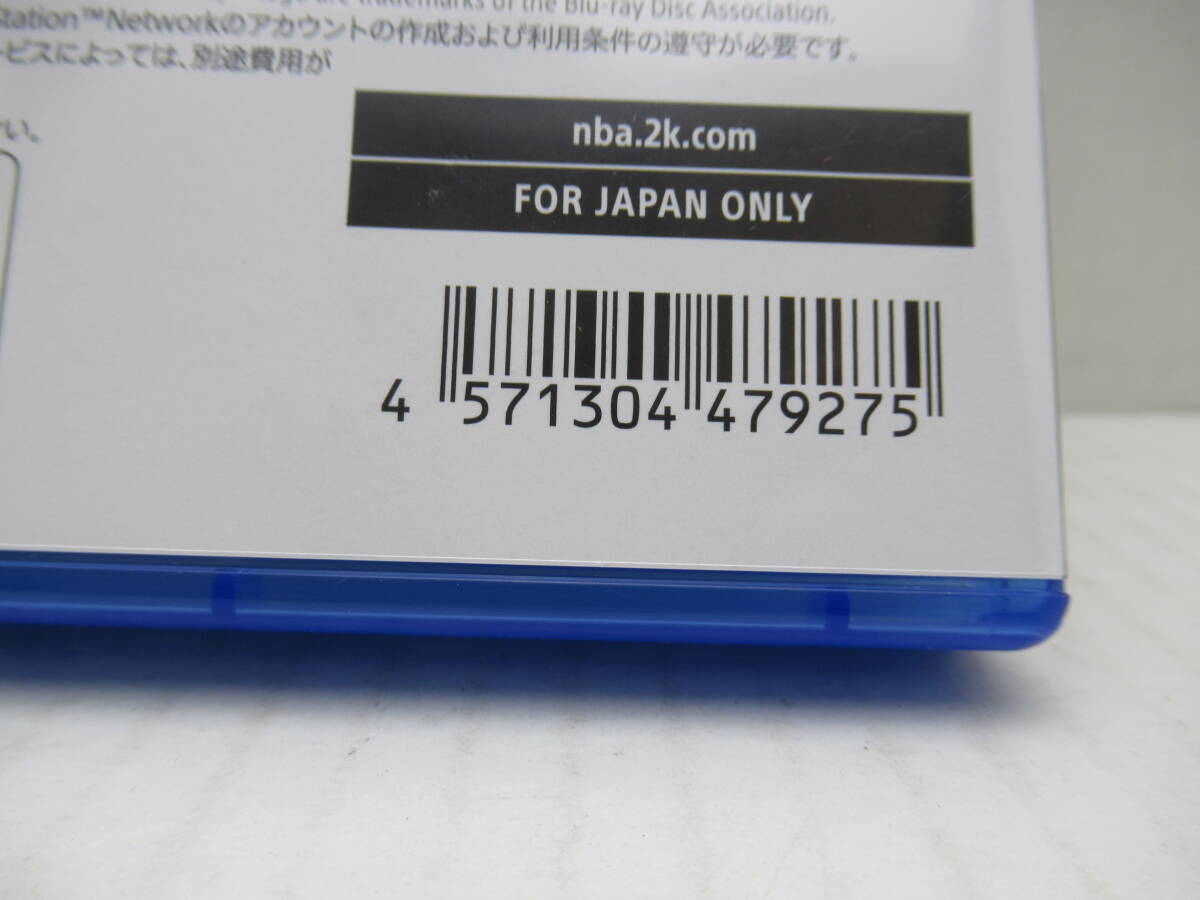 are trademarks of the Blu-ray Disc Association.
Station™Networkのアカウントの作成および利用条件の遵守が必要です。
ービスによっては、別途費用が
い。
nba.2k.com
FOR JAPAN ONLY
4 571304 479275